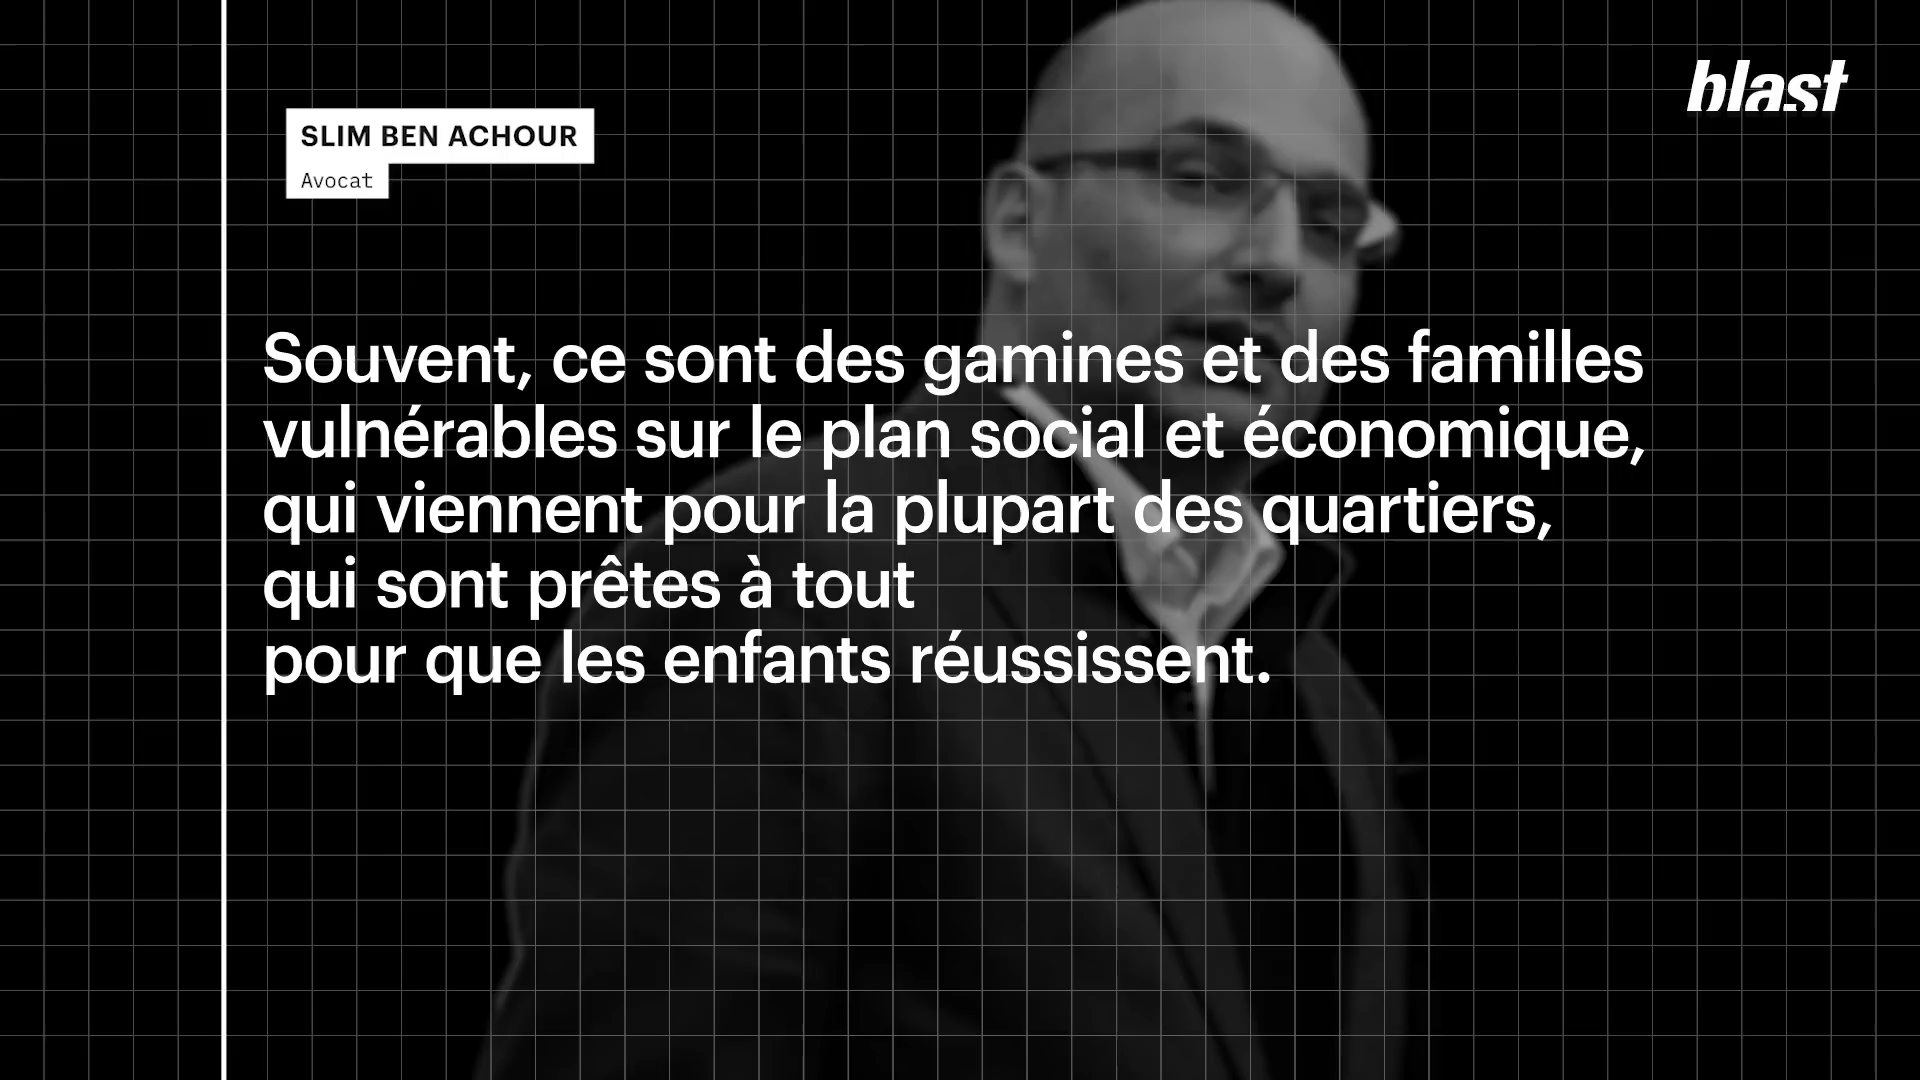 blast
SLIM BEN ACHOUR
Avocat
Souvent, ce sont des gamines et des familles
vulnérables sur le plan social et économique,
qui viennent pour la plupart des quartiers,
qui sont prêtes à tout
pour que les enfants réussissent.